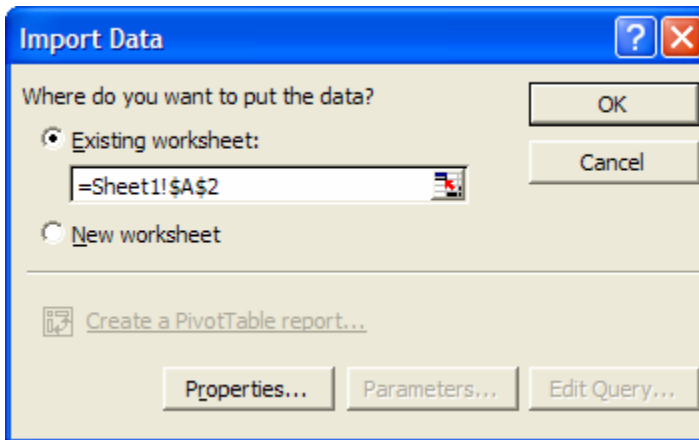 Import Data
Where do you want to put the data?
OK
Existing worksheet:
Cancel
=Sheet1!$A$2
New worksheet
Create a PivotTable report...
Properties...
Parameters...
Edit Query...